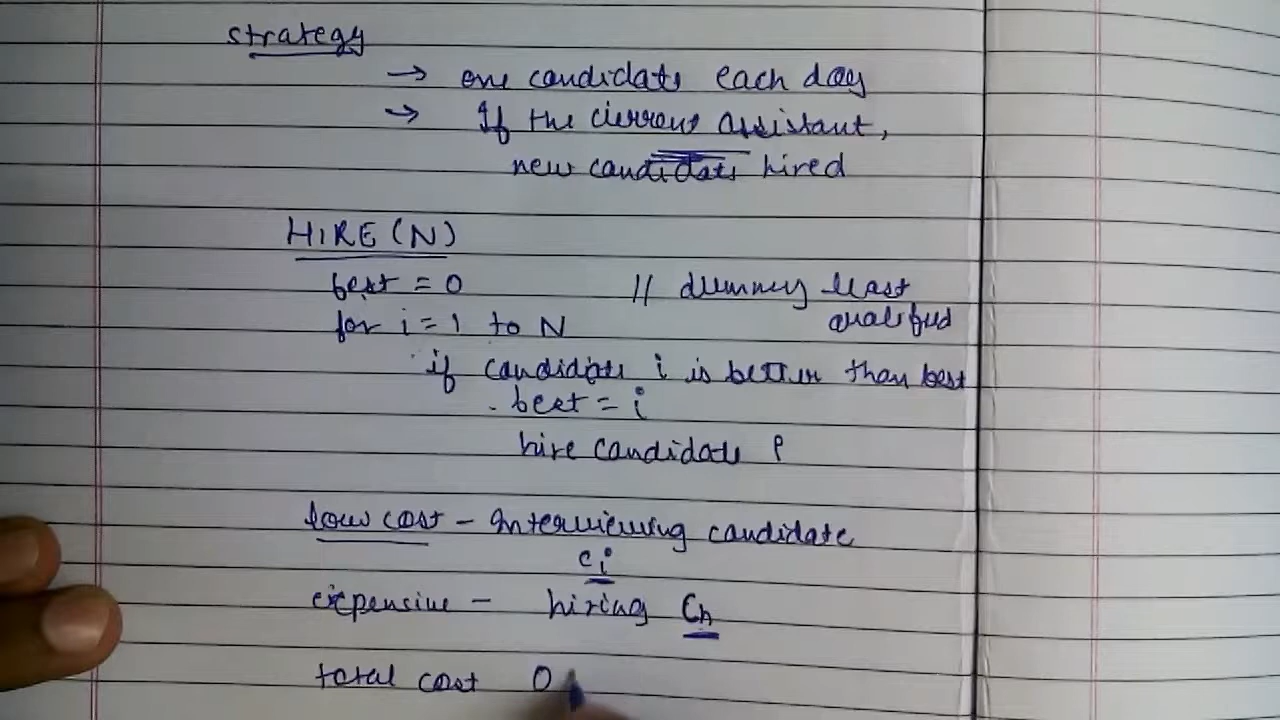 strategy
→ one candidate each day
→ If the current assistant,
new candidate hired
HIRE (N)
best = 0 // dummy least
qualified
for i = 1 to N
if candidate i is better than best
best = i
hire candidate i
low cost - Interviewing candidate
ci
expensive - hiring Ch
total cost O